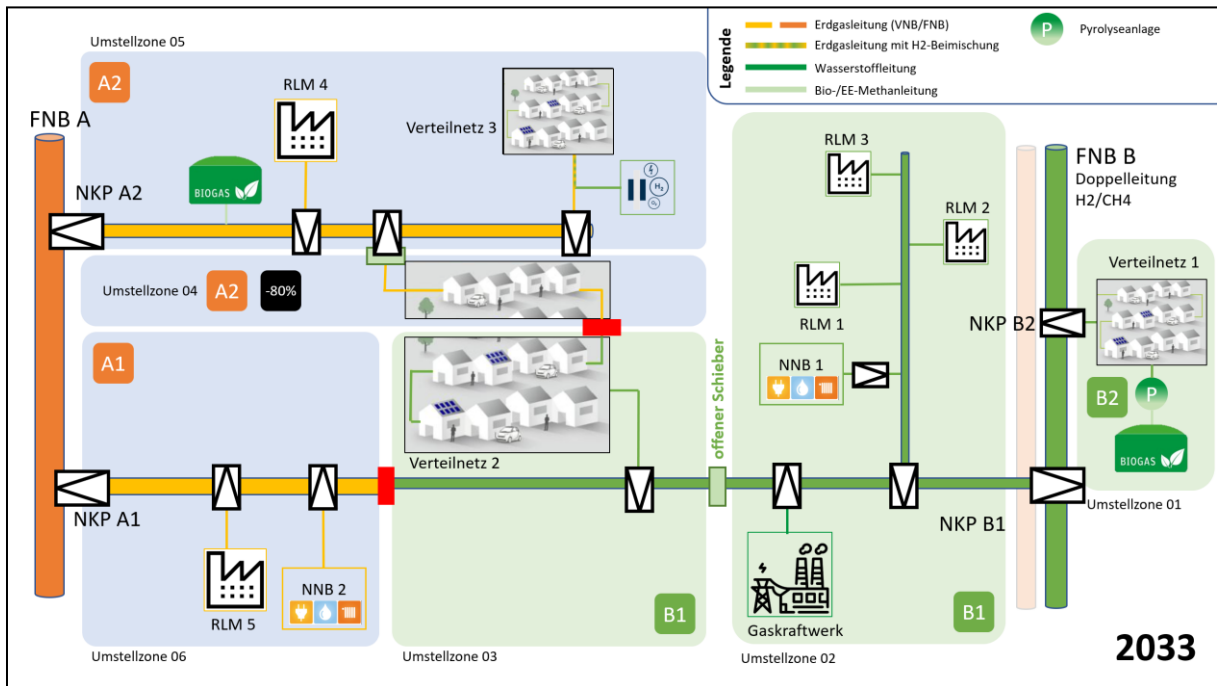 Umstellzone 05
A2
FNB A
NKP A2
BIOGAS
RLM 4
Verteilnetz 3
H₂
O₂
Legende
Erdgasleitung (VNB/FNB)
Erdgasleitung mit H2-Beimischung
Wasserstoffleitung
Bio-/EE-Methanleitung
P
Pyrolyseanlage
Umstellzone 04
A2
-80%
A1
NKP A1
RLM 5
NNB 2
Umstellzone 06
Verteilnetz 2
B1
Umstellzone 03
offener Schieber
RLM 3
RLM 2
RLM 1
NNB 1
Gaskraftwerk
NKP B1
B1
Umstellzone 02
FNB B
Doppelleitung
H2/CH4
Verteilnetz 1
NKP B2
B2
P
BIOGAS
Umstellzone 01
2033